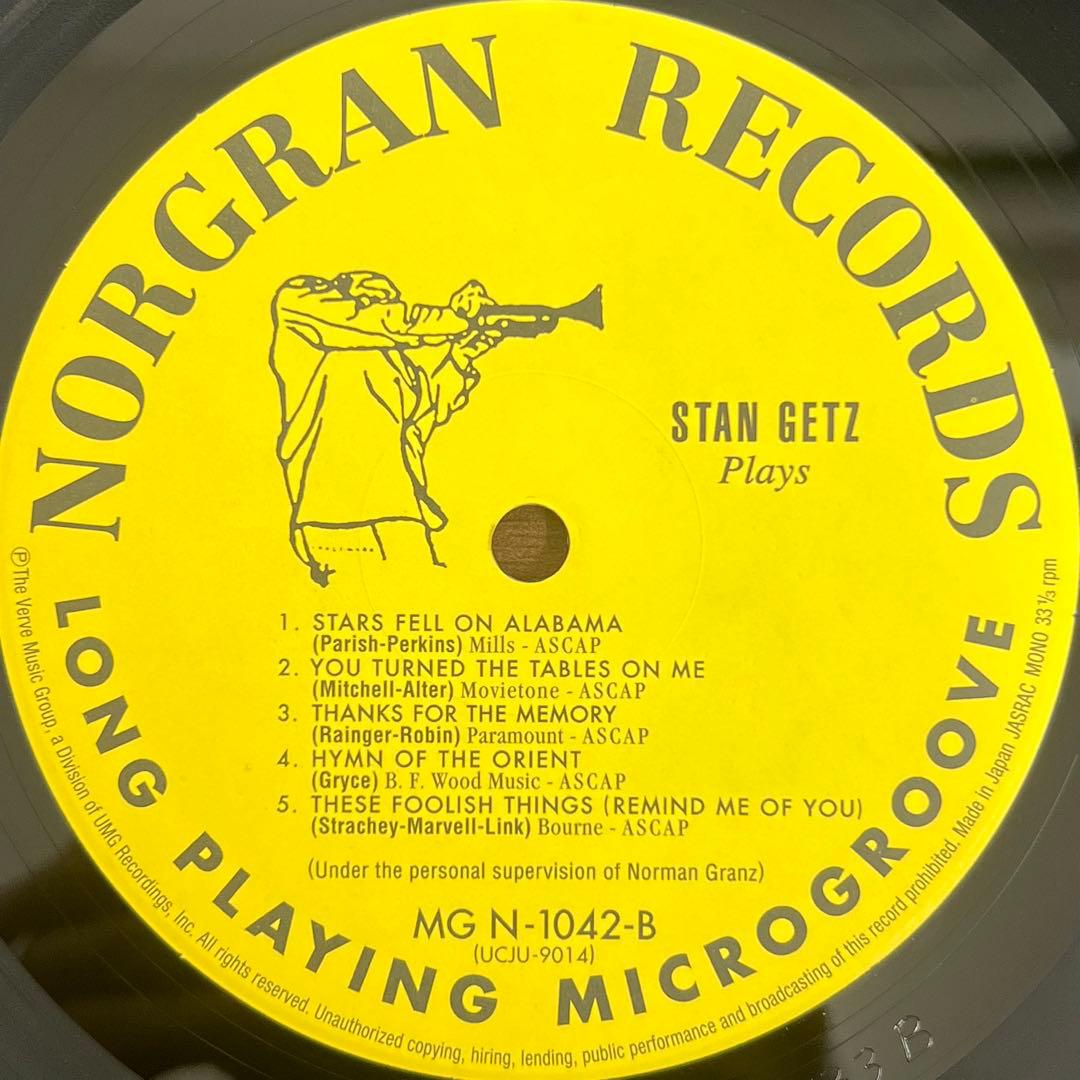 NORGRAN RECORDS
STAN GETZ
Plays
1. STARS FELL ON ALABAMA
(Parish-Perkins) Mills - ASCAP
2. YOU TURNED THE TABLES ON ME
(Mitchell-Alter) Movietone - ASCAP
3. THANKS FOR THE MEMORY
(Rainger-Robin) Paramount - ASCAP
4. HYMN OF THE ORIENT
(Gryce) B. F. Wood Music - ASCAP
5. THESE FOOLISH THINGS (REMIND ME OF YOU)
(Strachey-Marvell-Link) Bourne - ASCAP
(Under the personal supervision of Norman Granz)
MG N-1042-B
(UCJU-9014)
LONG PLAYING MICROGROOVE
℗The Verve Music Group, a Division of UMG Recordings, Inc. All rights reserved. Unauthorized copying, hiring, lending, public performance and broadcasting of this record prohibited. Made in Japan JASRAC MONO 33 1/3 rpm
3 B